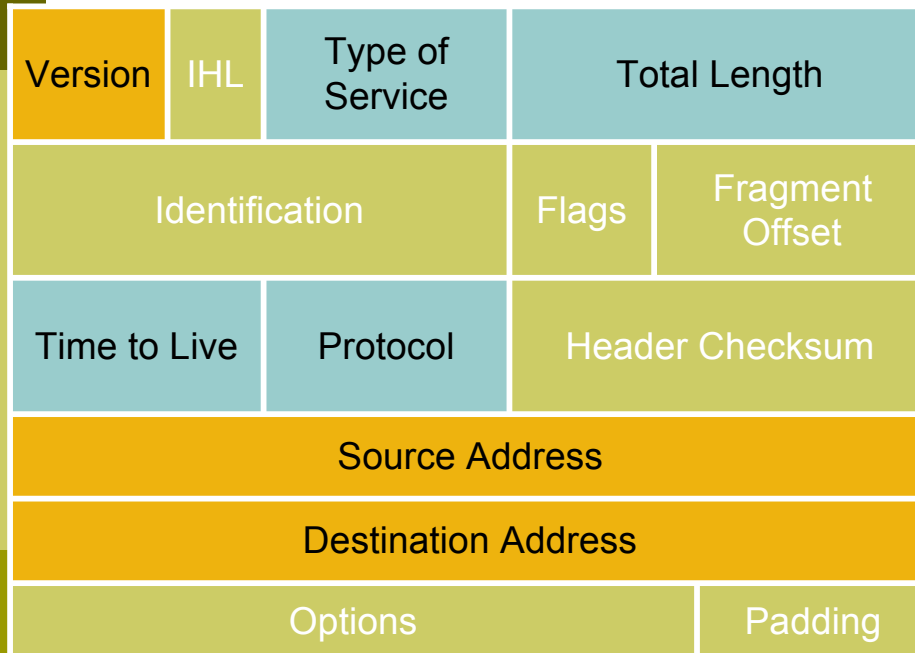 Version
IHL
Type of
Service
Total Length
Identification
Flags
Fragment
Offset
Time to Live
Protocol
Header Checksum
Source Address
Destination Address
Options
Padding